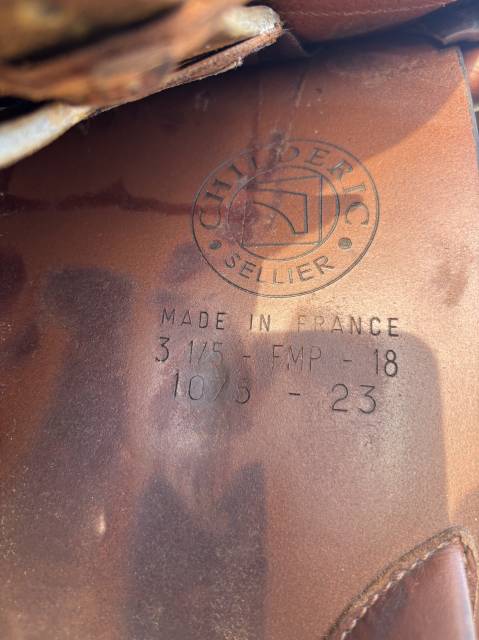 CHILDERIC
SELLIER
MADE IN FRANCE
3 1/5 - FMP - 18
1075 - 23